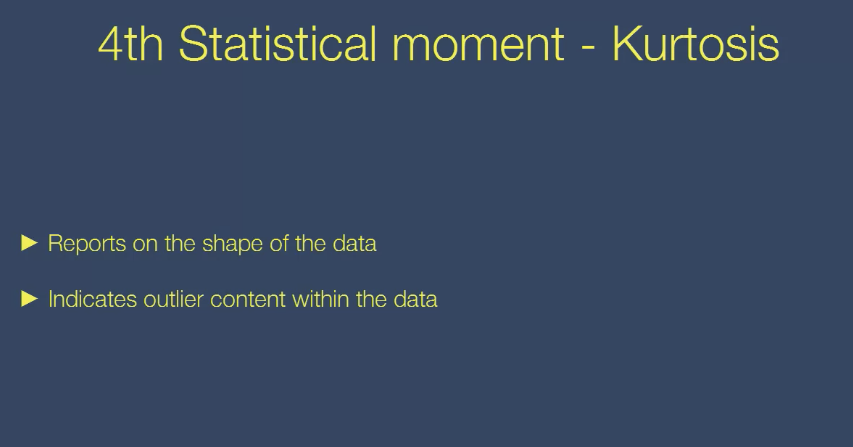 4th Statistical moment - Kurtosis
► Reports on the shape of the data
► Indicates outlier content within the data